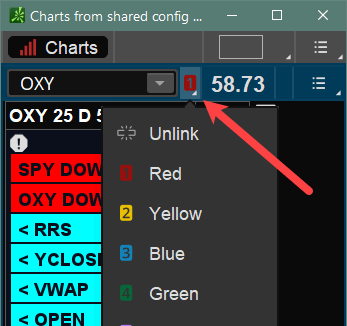 Charts from shared config ...
Charts
OXY
1
58.73
OXY 25 D 5
Unlink
SPY DOW
1 Red
OXY DOW
2 Yellow
< RRS
3 Blue
< YCLOSE
< VWAP
4 Green
< OPEN